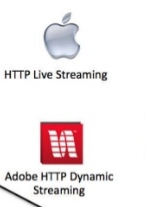 HTTP Live Streaming
Adobe HTTP Dynamic
Streaming